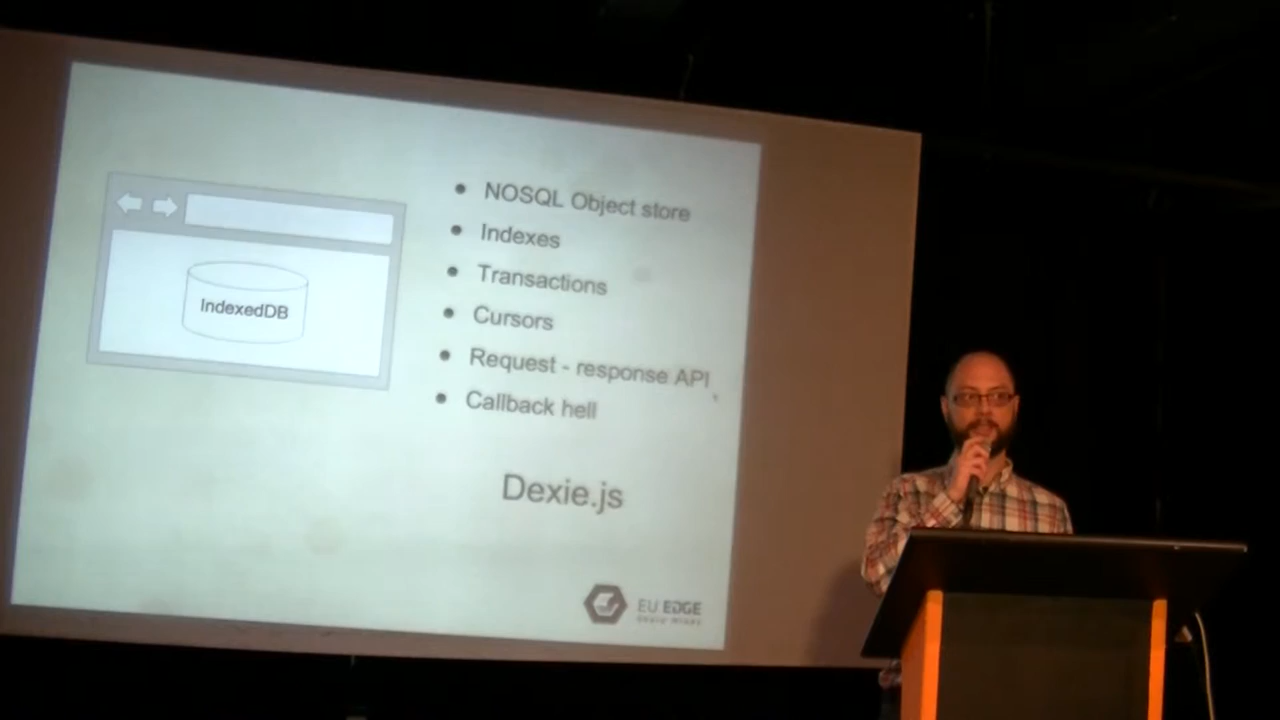 NOSQL Object store
Indexes
Transactions
Cursors
Request - response API
Callback hell
IndexedDB
Dexie.js
EU EDGE